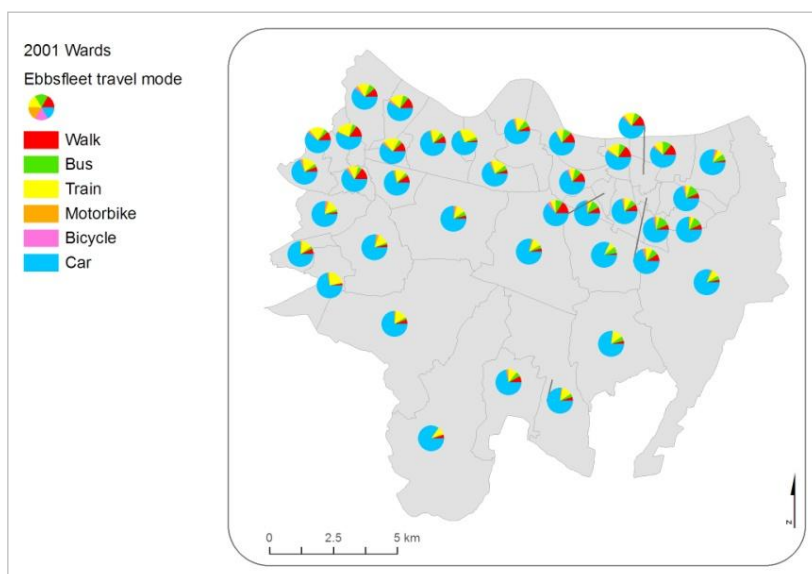 2001 Wards
Ebbsfleet travel mode
Walk
Bus
Train
Motorbike
Bicycle
Car
0 2.5 5 km
N